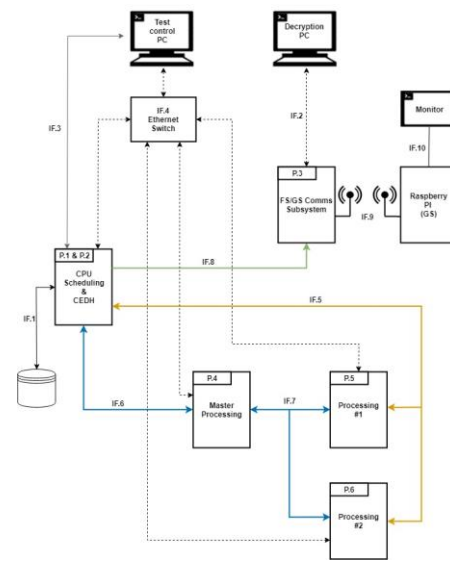 Test
control
PC
Decryption
PC
IF.4
Ethernet
Switch
IF.3
IF.2
Monitor
IF.10
P.3
FS/GS Comms
Subsystem
IF.9
Raspberry
PI
(GS)
P.1 & P.2
CPU
Scheduling
&
CEDH
IF.8
IF.5
IF.1
IF.6
P.4
Master
Processing
IF.7
P.5
Processing
#1
P.6
Processing
#2